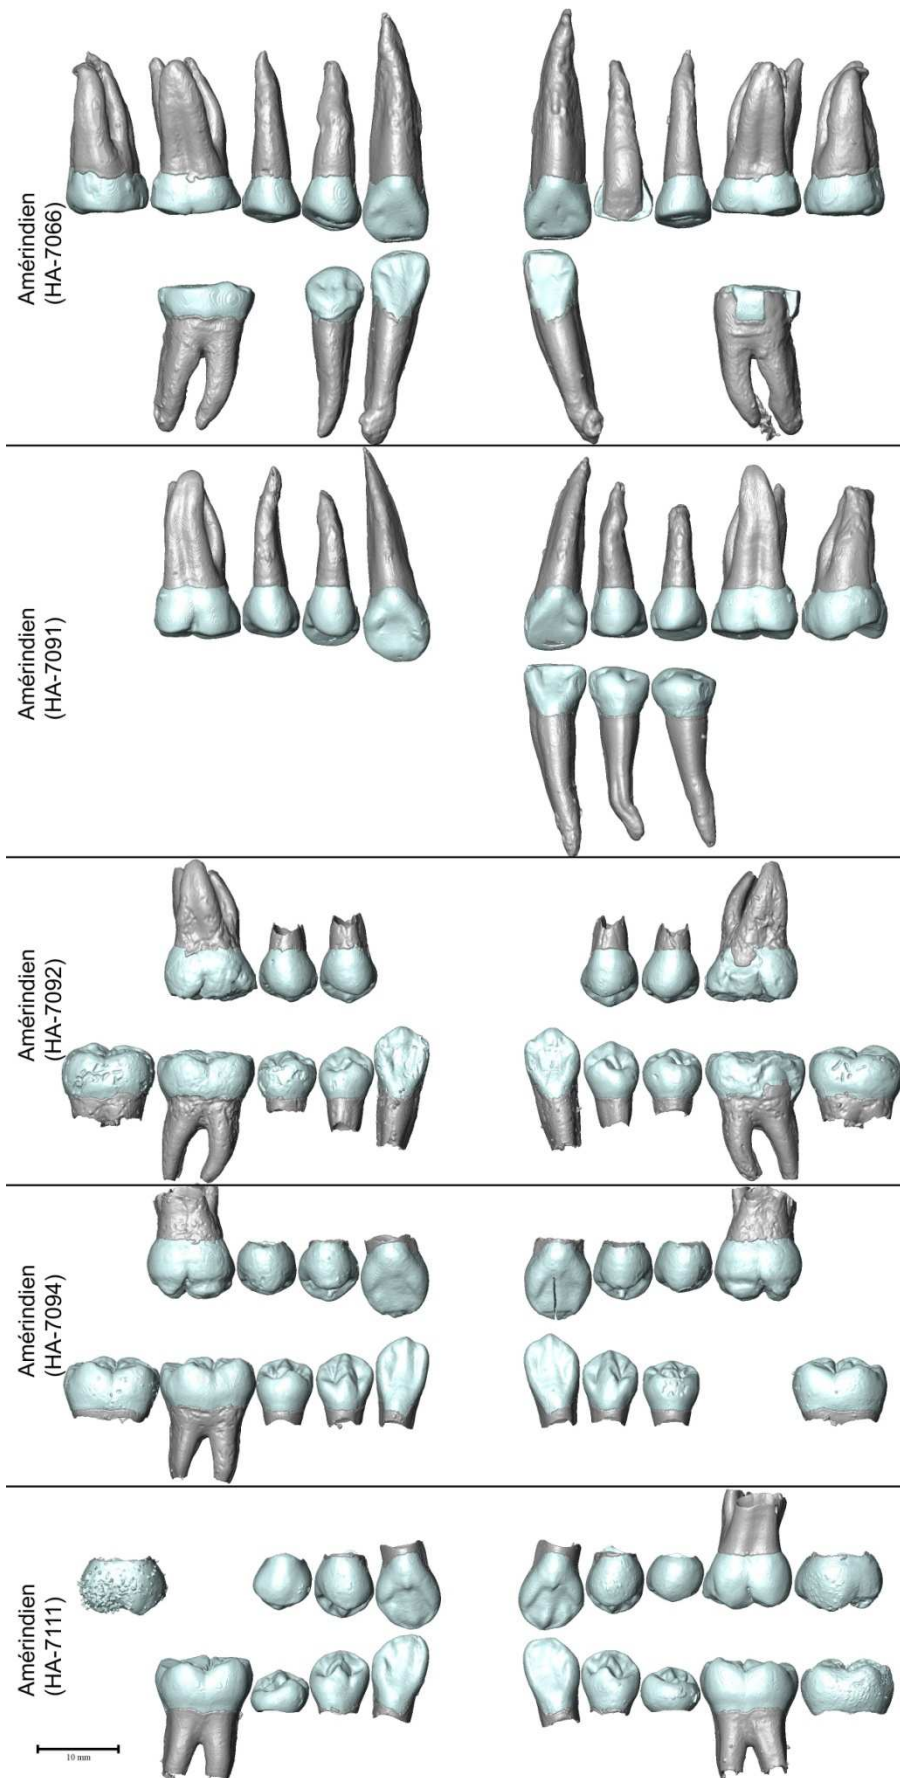 Amérindien
(HA-7066)
Amérindien
(HA-7091)
Amérindien
(HA-7092)
Amérindien
(HA-7094)
Amérindien
(HA-7111)
10 mm